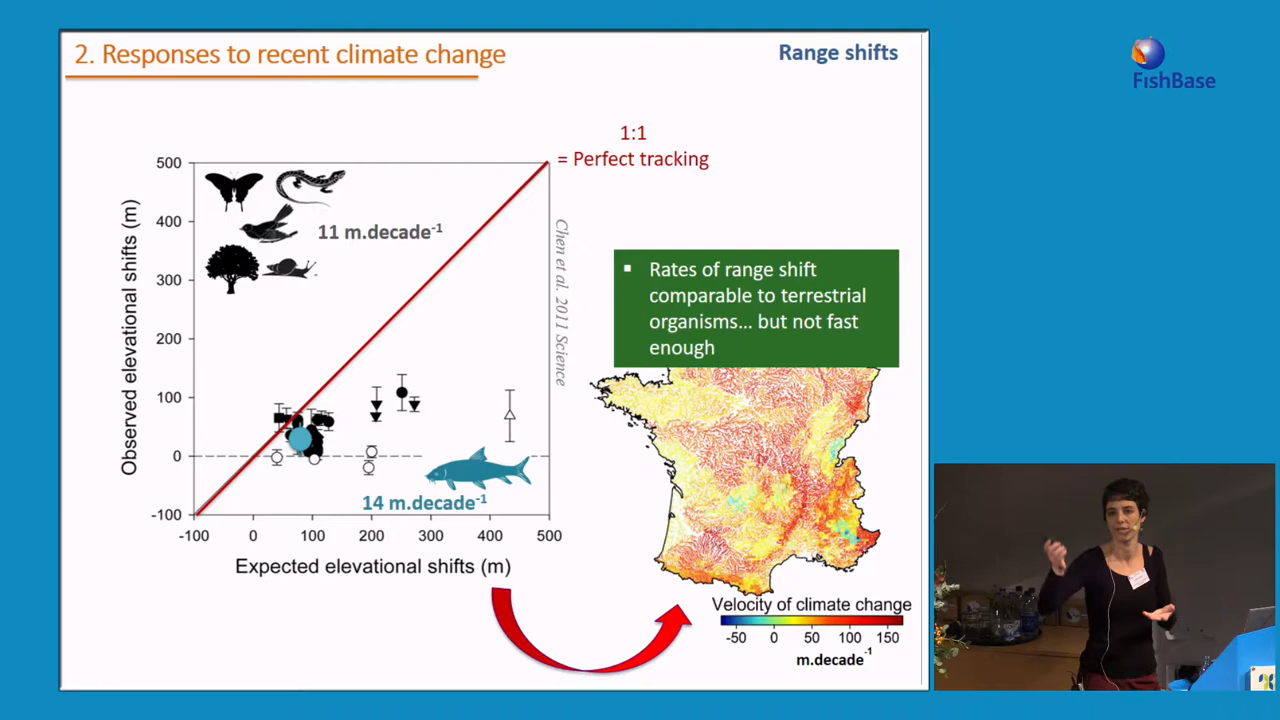 2. Responses to recent climate change
Range shifts
FishBase
1:1
= Perfect tracking
500
400
300
200
100
0
-100
Observed elevational shifts (m)
11 m.decade-1
14 m.decade-1
Chen et al. 2011 Science
-100 0 100 200 300 400 500
Expected elevational shifts (m)
▪ Rates of range shift
comparable to terrestrial
organisms... but not fast
enough
Velocity of climate change
-50 0 50 100 150
m.decade-1